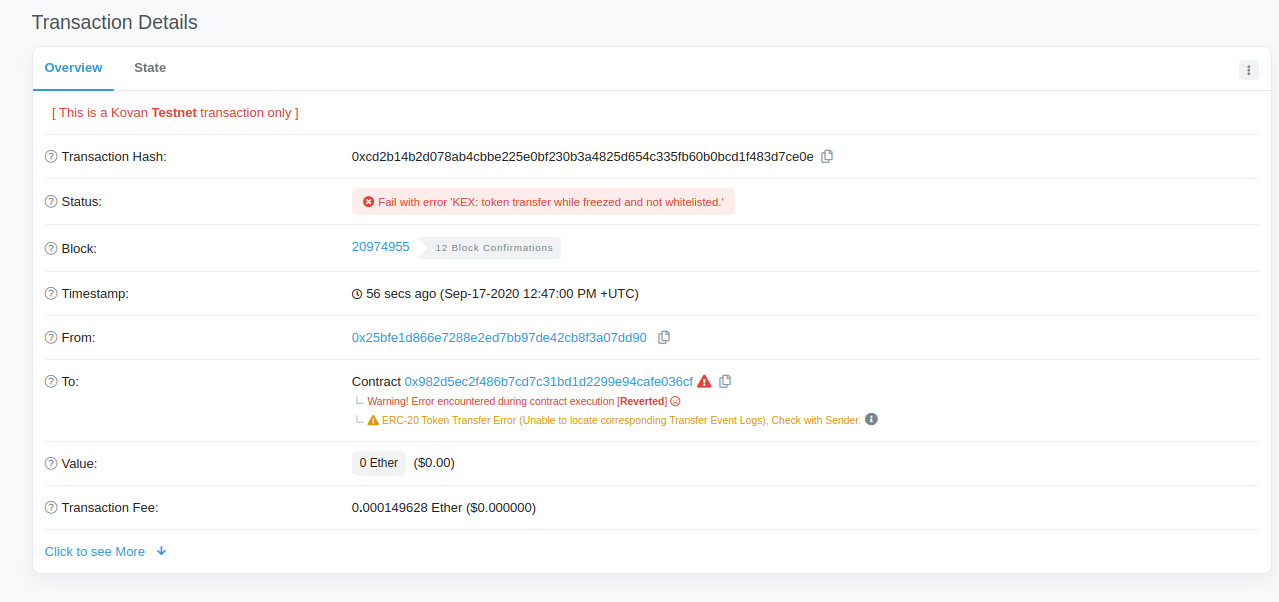 Transaction Details
Overview State
[ This is a Kovan Testnet transaction only ]
Transaction Hash: 0xcd2b14b2d078ab4cbbe225e0bf230b3a4825d654c335fb60b0bcd1f483d7ce0e
Status: Fail with error 'KEX: token transfer while freezed and not whitelisted.'
Block: 20974955 12 Block Confirmations
Timestamp: 56 secs ago (Sep-17-2020 12:47:00 PM +UTC)
From: 0x25bfe1d866e7288e2ed7bb97de42cb8f3a07dd90
To: Contract 0x982d5ec2f486b7cd7c31bd1d2299e94cafe036cf
Warning! Error encountered during contract execution [Reverted]
ERC-20 Token Transfer Error (Unable to locate corresponding Transfer Event Logs), Check with Sender.
Value: 0 Ether ($0.00)
Transaction Fee: 0.000149628 Ether ($0.000000)
Click to see More